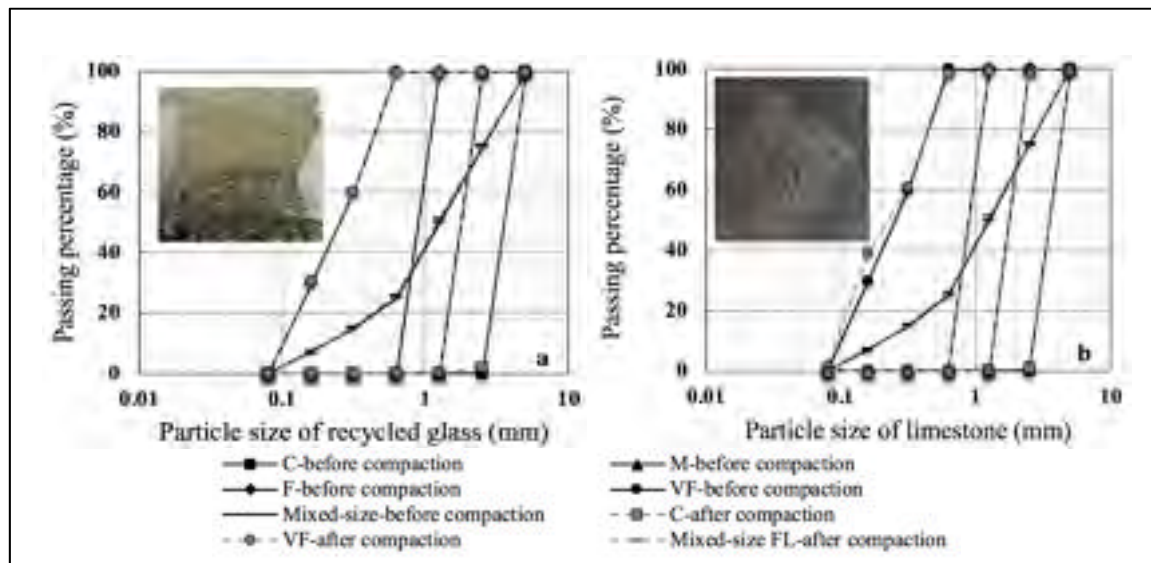 Passing percentage (%)
100
80
60
40
20
0
0.01 0.1 1 10
a
Particle size of recycled glass (mm)
Passing percentage (%)
100
80
60
40
20
0
0.01 0.1 1 10
b
Particle size of limestone (mm)
C-before compaction
M-before compaction
F-before compaction
VF-before compaction
Mixed-size-before compaction
C-after compaction
VF-after compaction
Mixed-size FL-after compaction